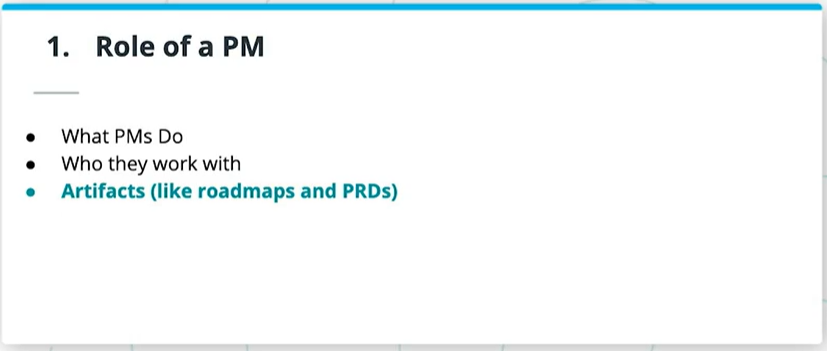 1. Role of a PM
● What PMs Do
● Who they work with
● Artifacts (like roadmaps and PRDs)